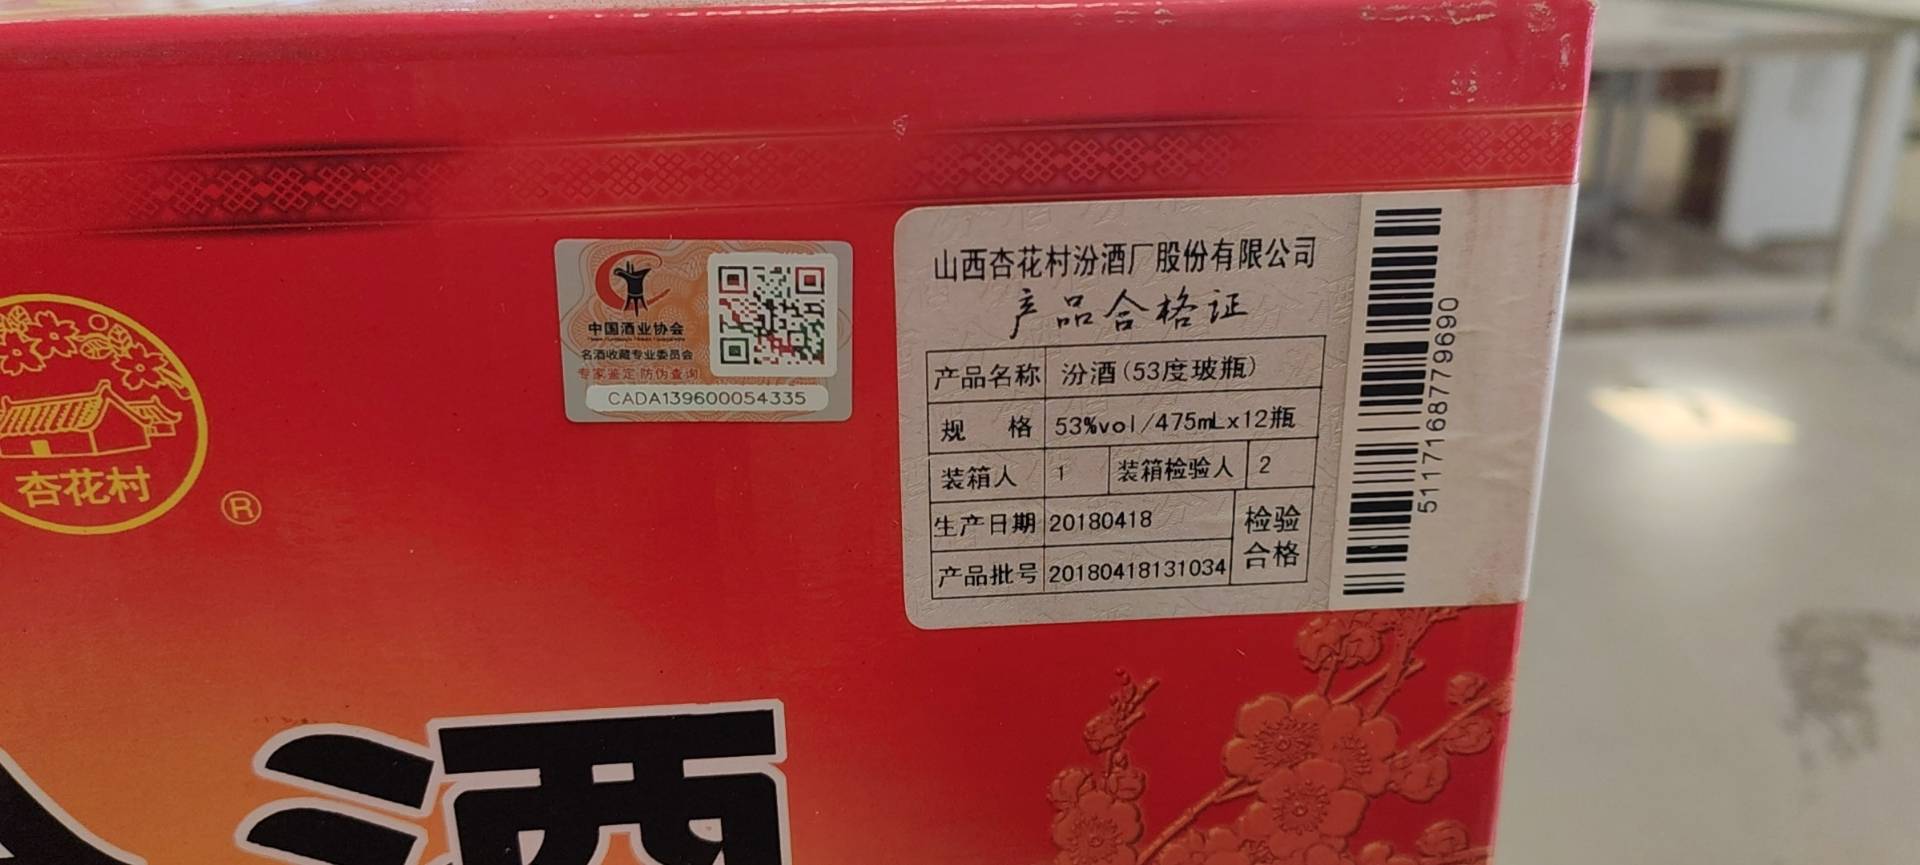 杏花村
®
中国酒业协会
名酒收藏专业委员会
专家鉴定 防伪查询
CADA139600054335
山西杏花村汾酒厂股份有限公司
产品合格证
产品名称 汾酒(53度玻瓶)
规 格 53%vol/475mLx12瓶
装箱人 1 装箱检验人 2
生产日期 20180418 检验
产品批号 20180418131034 合格
51171687779690
酒